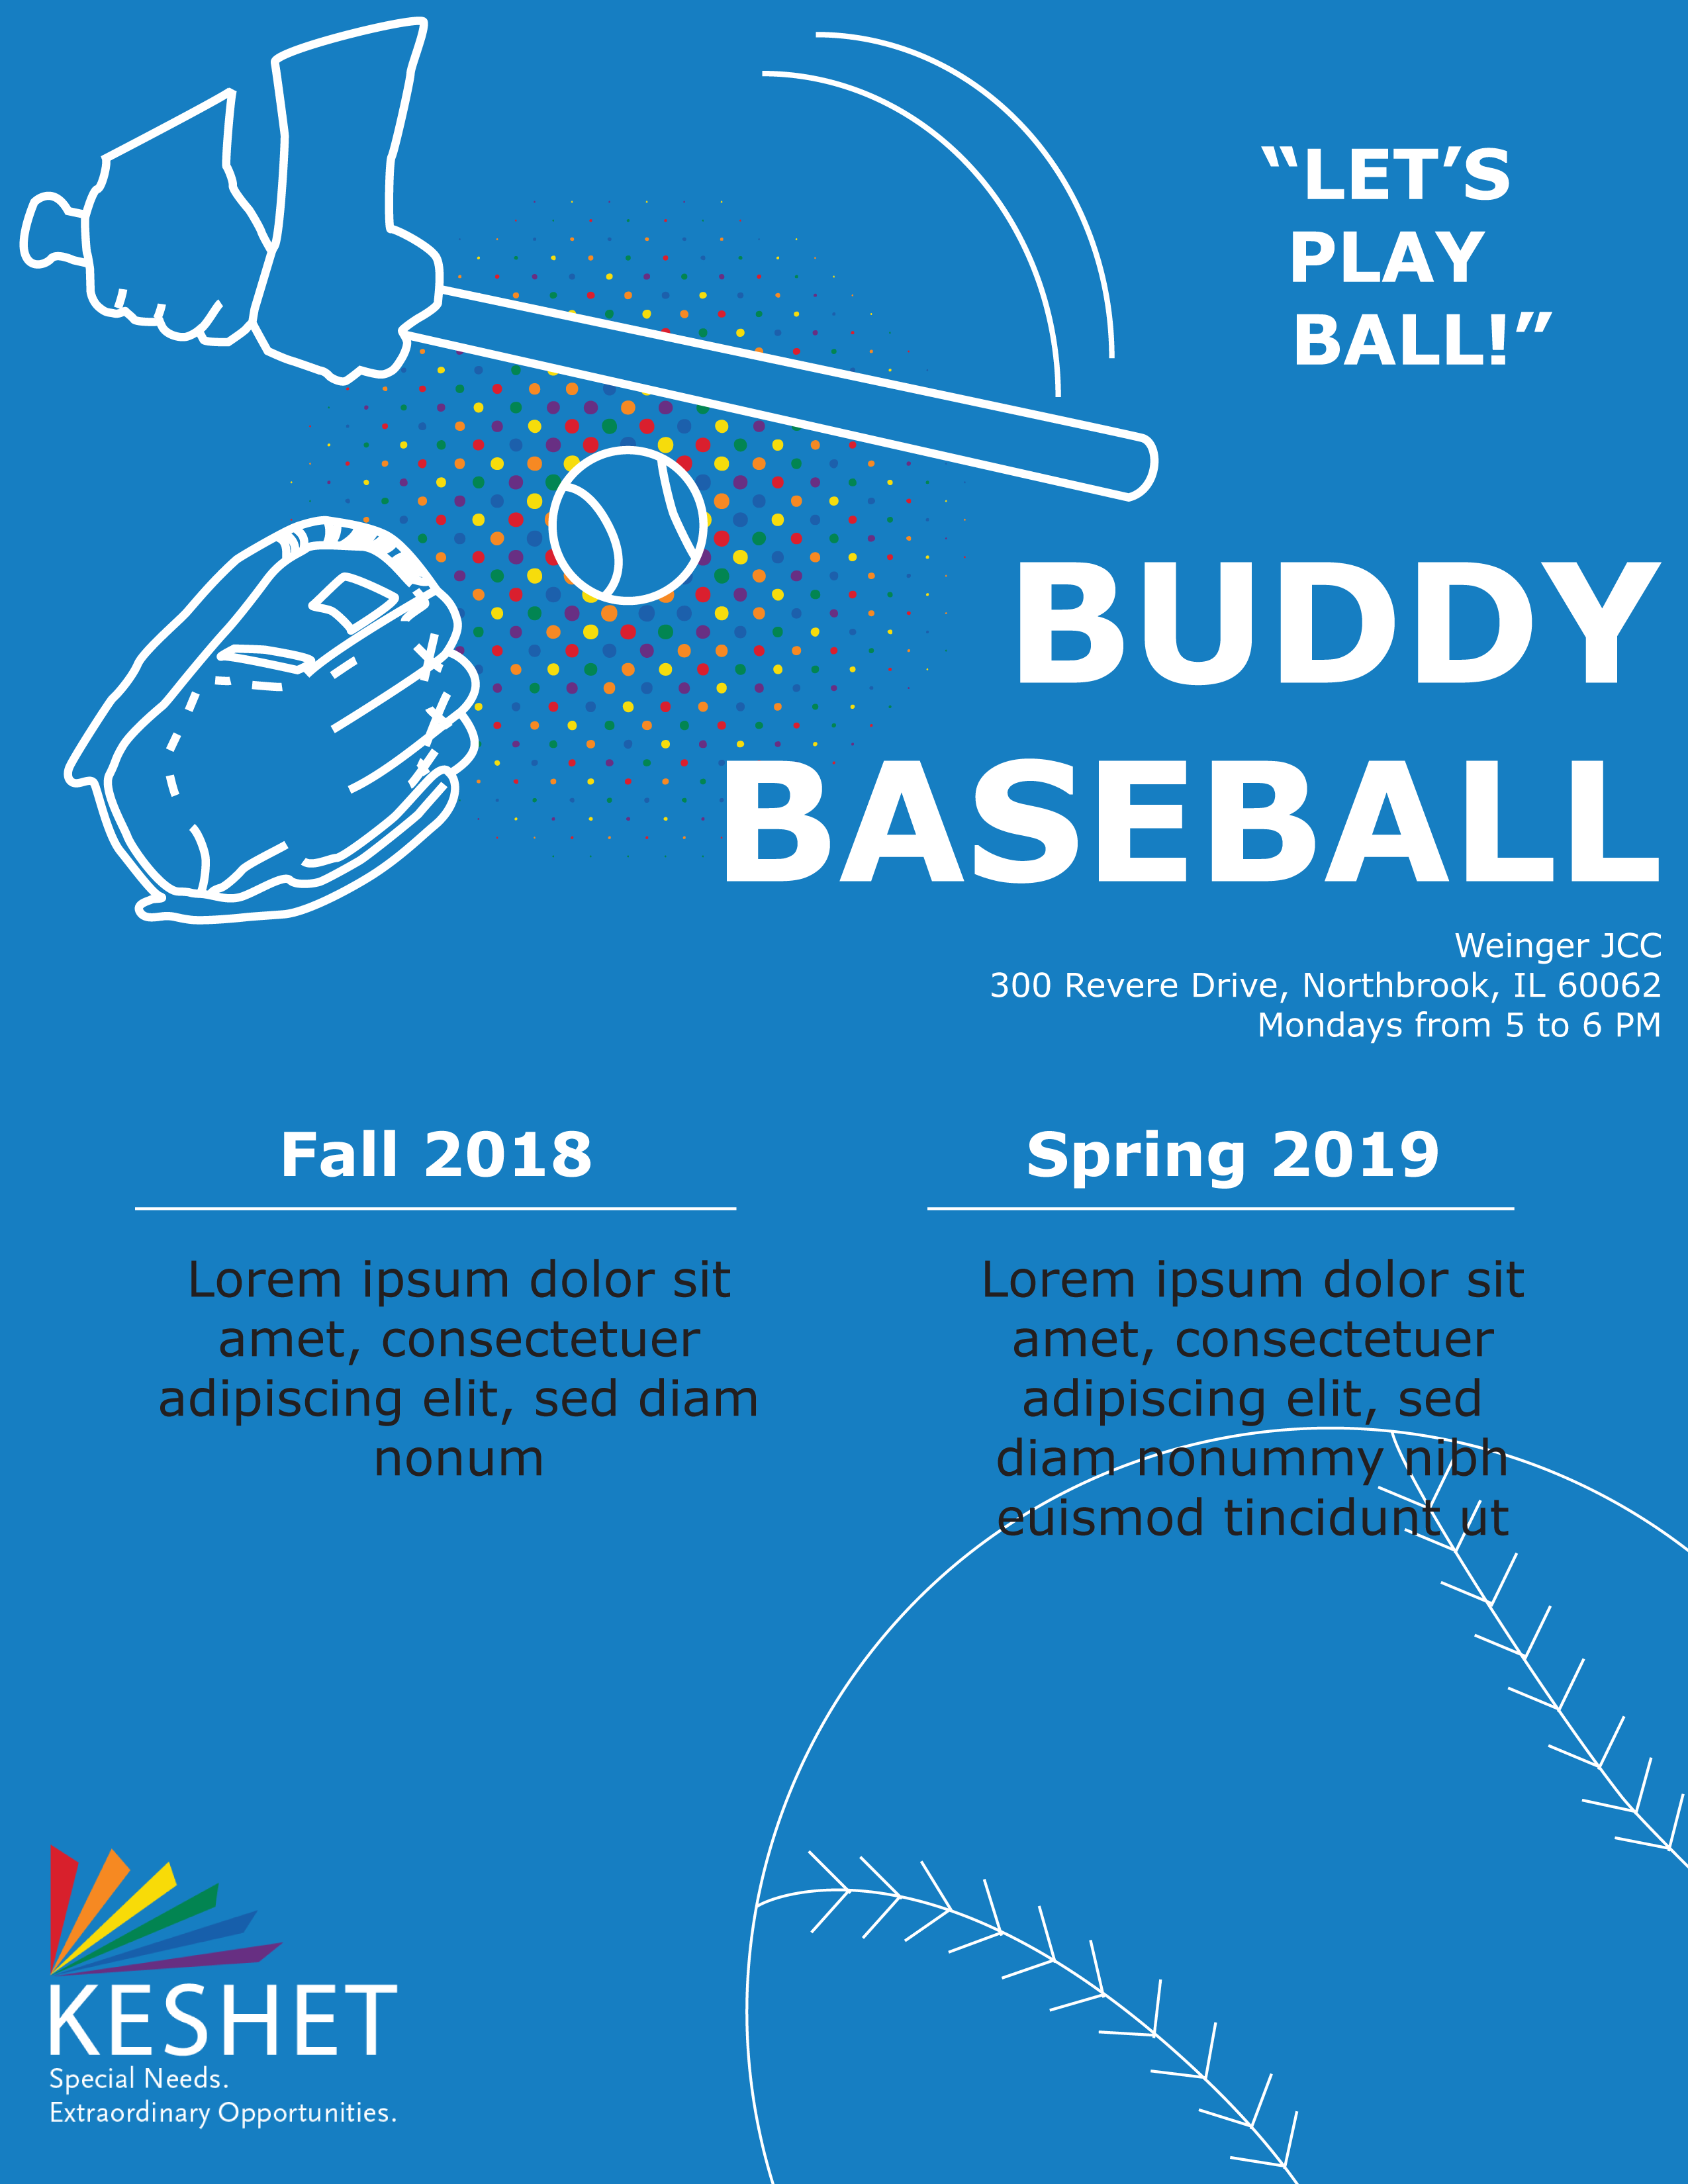 “LET’S
PLAY
BALL!”
BUDDY
BASEBALL
Weinger JCC
300 Revere Drive, Northbrook, IL 60062
Mondays from 5 to 6 PM
Fall 2018
Lorem ipsum dolor sit
amet, consectetuer
adipiscing elit, sed diam
nonum
Spring 2019
Lorem ipsum dolor sit
amet, consectetuer
adipiscing elit, sed
diam nonummy nibh
euismod tincidunt ut
KESHET
Special Needs.
Extraordinary Opportunities.